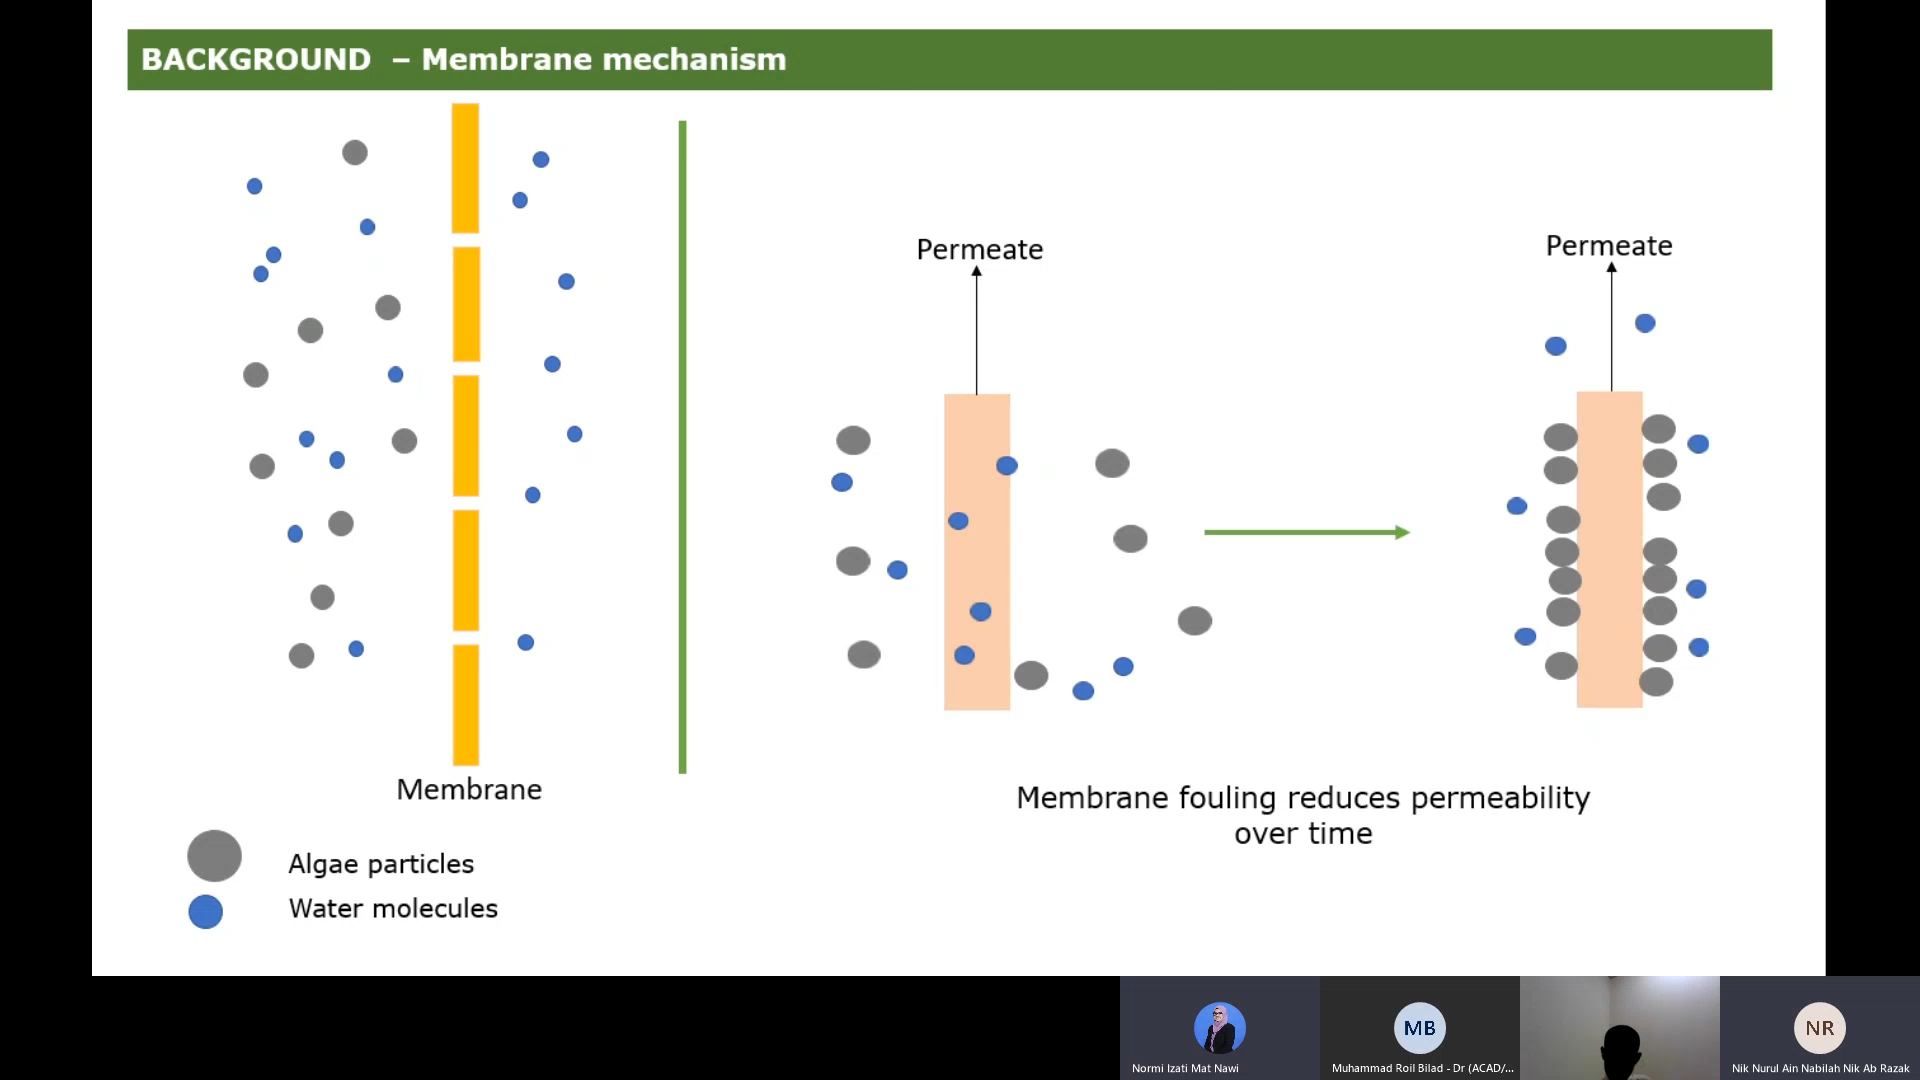 BACKGROUND – Membrane mechanism
Permeate
Permeate
Membrane
Membrane fouling reduces permeability
over time
Algae particles
Water molecules
MB
NR
Normi Izati Mat Nawi
Muhammad Roil Bilad - Dr (ACAD/...
Nik Nurul Ain Nabilah Nik Ab Razak